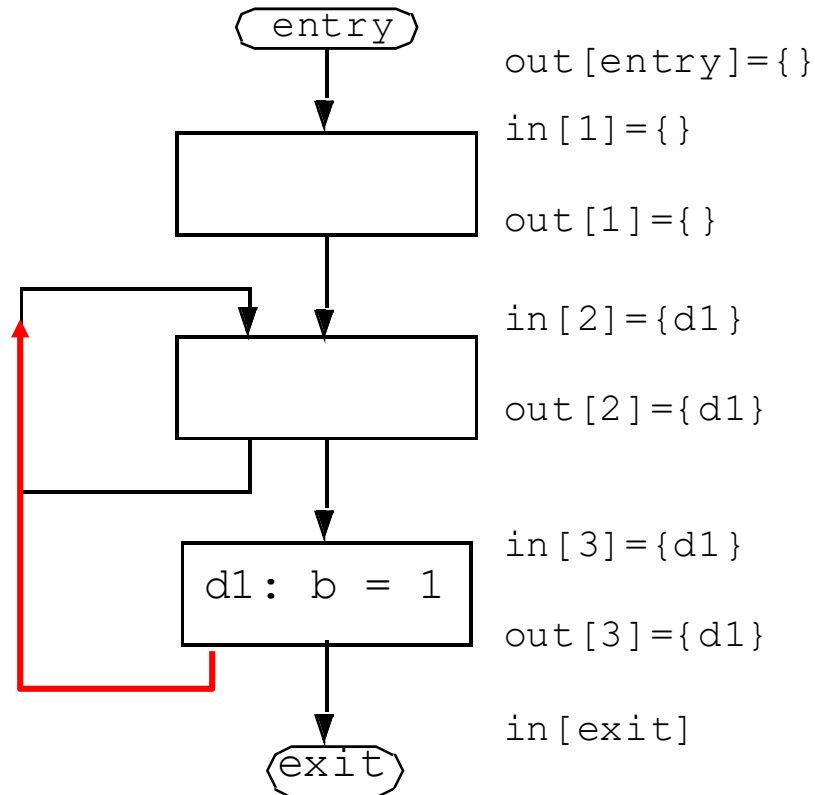 entry
out[entry]={}
in[1]={}
out[1]={}
in[2]={d1}
out[2]={d1}
in[3]={d1}
d1: b = 1
out[3]={d1}
in[exit]
exit